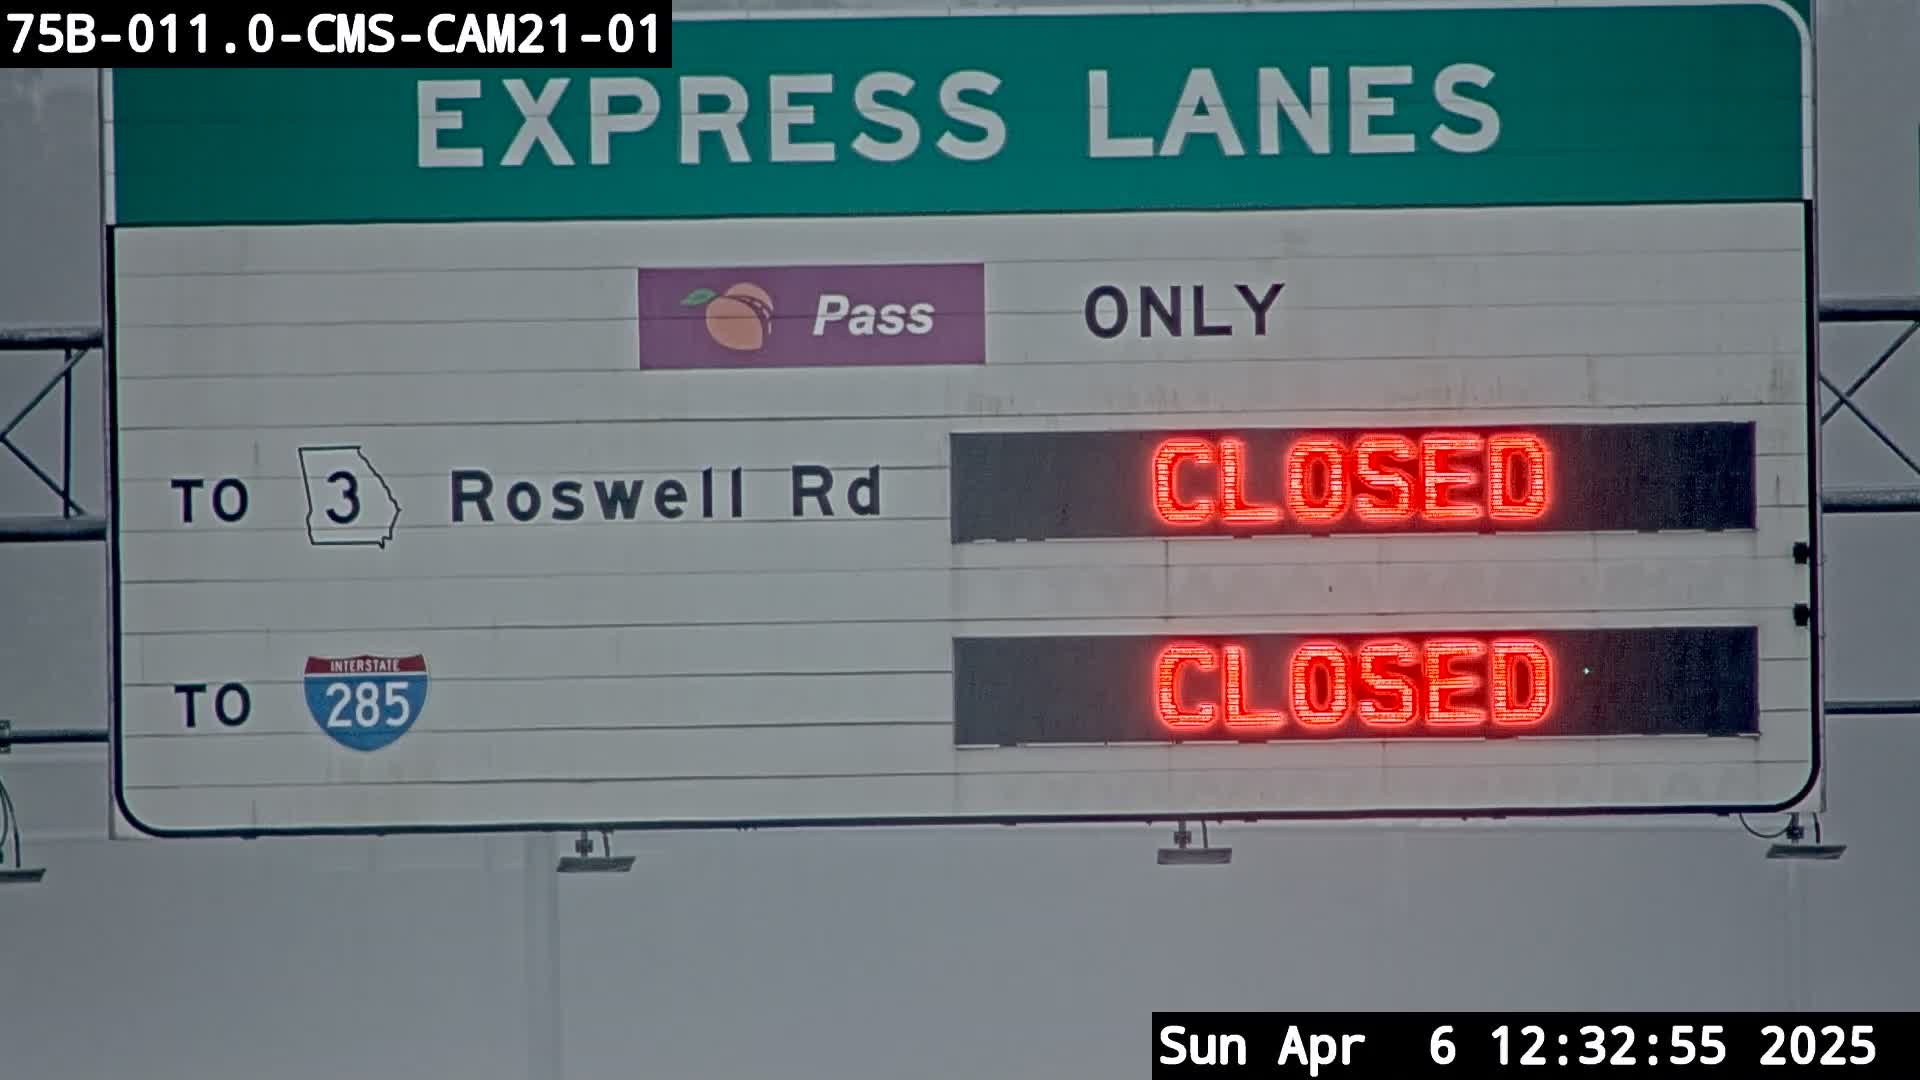 75B-011.0-CMS-CAM21-01
EXPRESS LANES
Pass ONLY
TO 3 Roswell Rd CLOSED
TO INTERSTATE 285 CLOSED
Sun Apr 6 12:32:55 2025